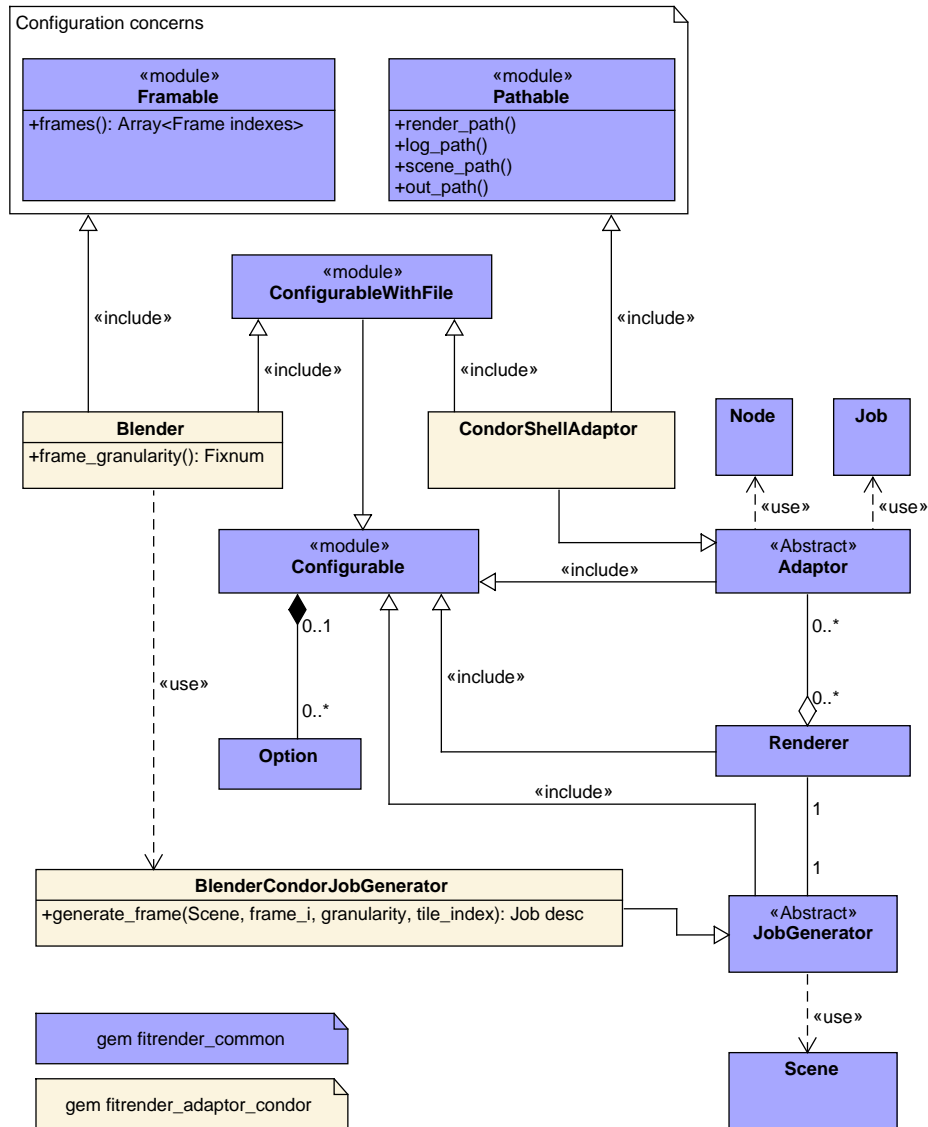 Configuration concerns
«module»
Framable
+frames(): Array<Frame indexes>
«module»
Pathable
+render_path()
+log_path()
+scene_path()
+out_path()
«module»
ConfigurableWithFile
«include»
«include»
«include»
«include»
Blender
+frame_granularity(): Fixnum
CondorShellAdaptor
Node
Job
«use»
«use»
«module»
Configurable
«include»
«Abstract»
Adaptor
0..1
0..*
«use»
«include»
0..*
0..*
Option
Renderer
«include»
1
1
BlenderCondorJobGenerator
+generate_frame(Scene, frame_i, granularity, tile_index): Job desc
«Abstract»
JobGenerator
«use»
gem fitrender_common
Scene
gem fitrender_adaptor_condor